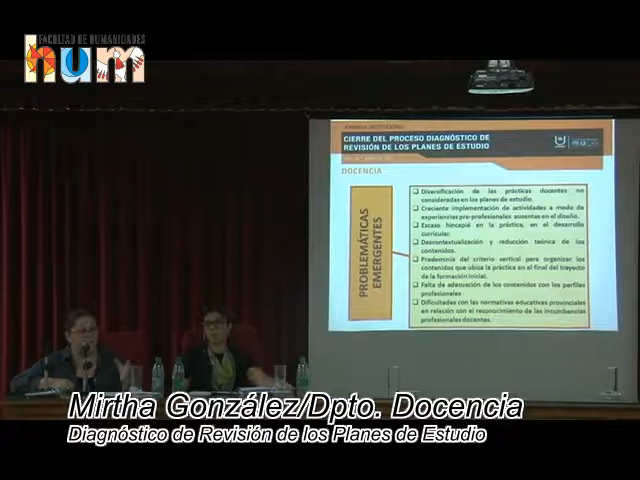 FACULTAD DE HUMANIDADES
hum
CIERRE DEL PROCESO DIAGNÓSTICO DE
REVISIÓN DE LOS PLANES DE ESTUDIO
DOCENCIA
PROBLEMÁTICAS
EMERGENTES
Diversificación de las prácticas docentes no
consideradas en los planes de estudio.
Creciente implementación de actividades a modo de
experiencias pre-profesionales ausentes en el diseño.
Escaso hincapié en la práctica, en el desarrollo
curricular.
Descontextualización y reducción teórica de los
contenidos.
Predominio del criterio vertical para organizar los
contenidos que ubica la práctica en el final del trayecto
de la formación inicial.
Falta de adecuación de los contenidos con los perfiles
profesionales
Dificultades con las normativas educativas provinciales
en relación con el reconocimiento de las incumbencias
profesionales docentes.
Mirtha González/Dpto. Docencia
Diagnóstico de Revisión de los Planes de Estudio